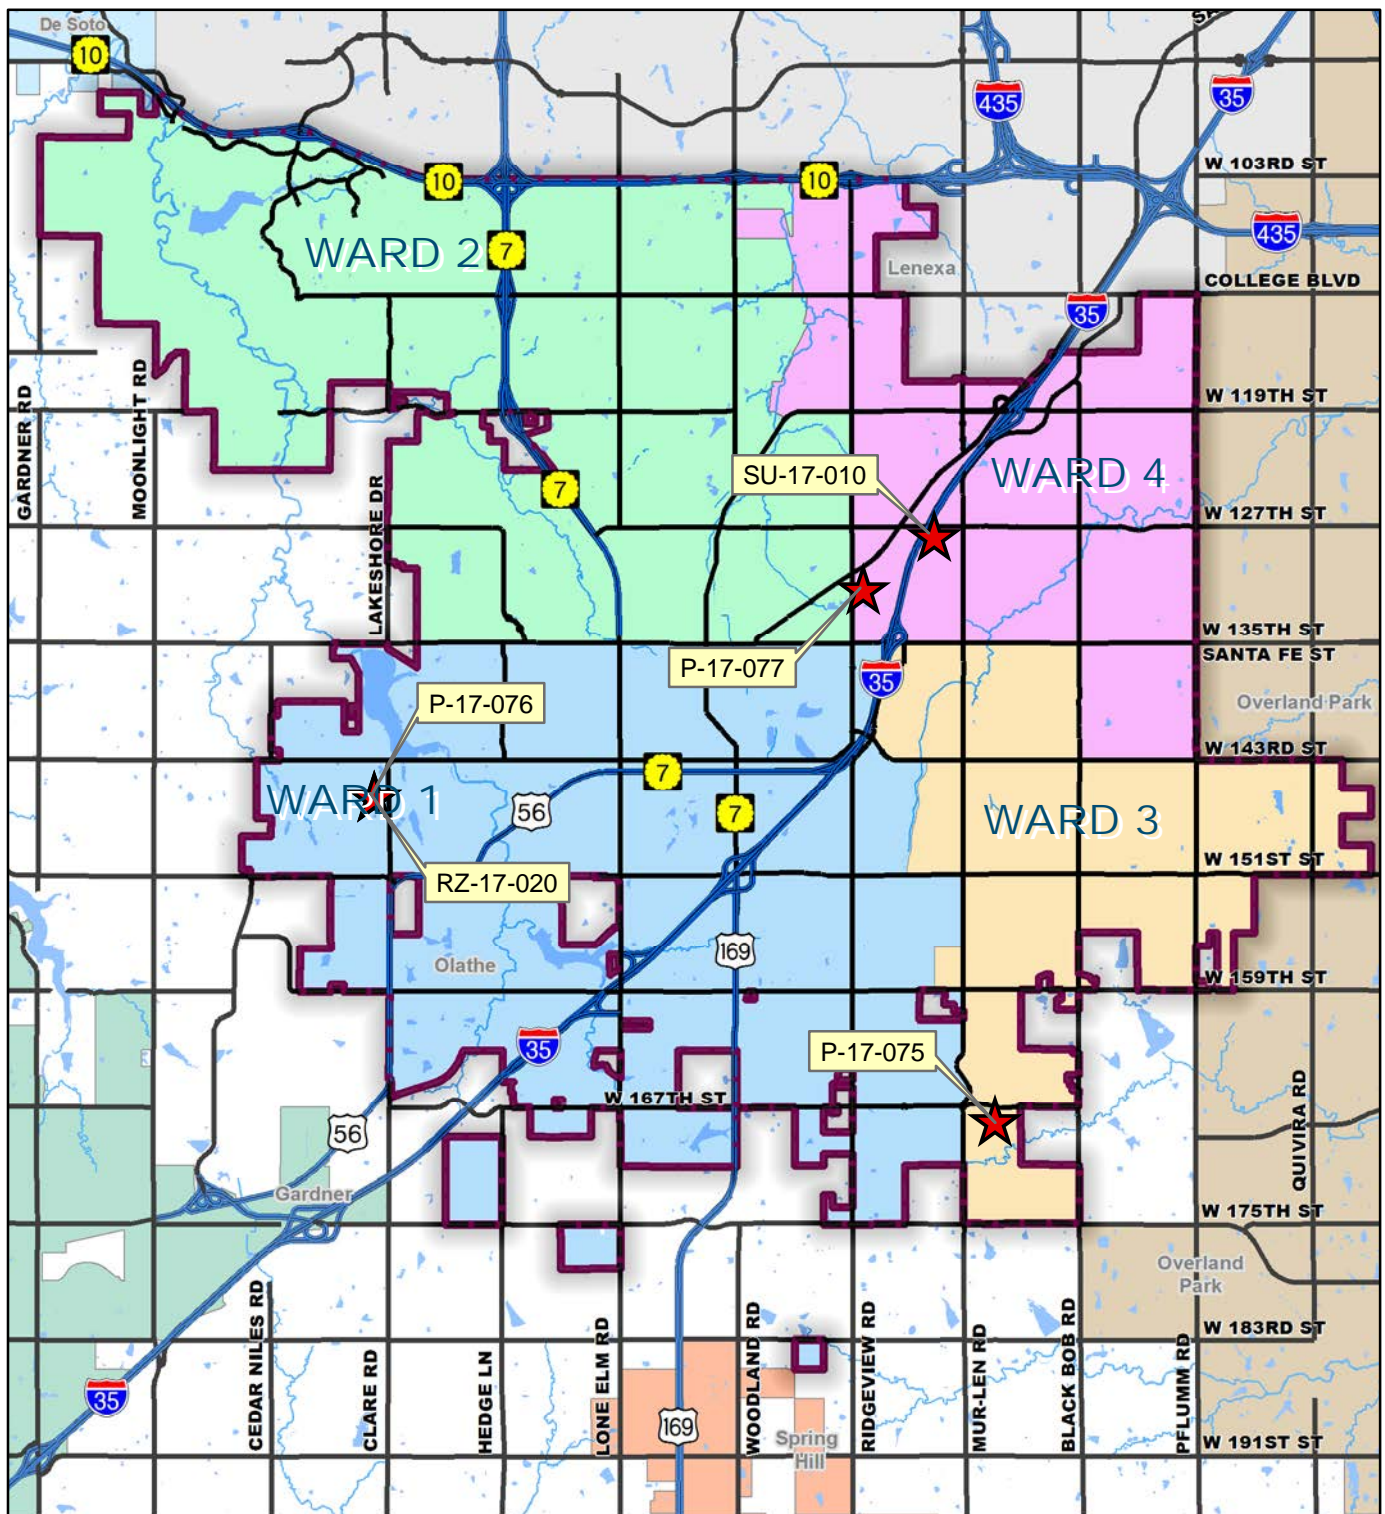 De Soto
10
435
35
W 103RD ST
10
10
435
WARD 2
7
Lenexa
COLLEGE BLVD
35
GARDNER RD
MOONLIGHT RD
W 119TH ST
LAKESHORE DR
SU-17-010
WARD 4
7
W 127TH ST
W 135TH ST
SANTA FE ST
P-17-077
35
P-17-076
Overland Park
W 143RD ST
7
WARD 1
56
7
WARD 3
W 151ST ST
RZ-17-020
Olathe
169
W 159TH ST
35
P-17-075
W 167TH ST
56
QUIVIRA RD
Gardner
W 175TH ST
Overland
Park
CEDAR NILES RD
CLARE RD
HEDGE LN
LONE ELM RD
WOODLAND RD
RIDGEVIEW RD
MUR-LEN RD
BLACK BOB RD
PFLUMM RD
W 183RD ST
35
169
Spring
Hill
W 191ST ST